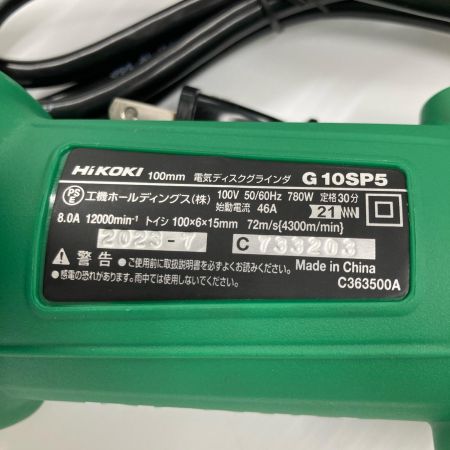 HiKOKI 100mm 電気ディスクグラインダ G 10SP5
PS E 工機ホールディングス(株) 100V 50/60Hz 780W 定格30分
始動電流 46A 21
8.0A 12000min⁻¹ トイシ 100×6×15mm 72m/s{4300m/min}
2023-7 C 733203
警告 ●ご使用前に取扱説明書を必ずよくお読みください。
●感電の恐れがあります。雨中では使用しないでください。
Made in China
C363500A